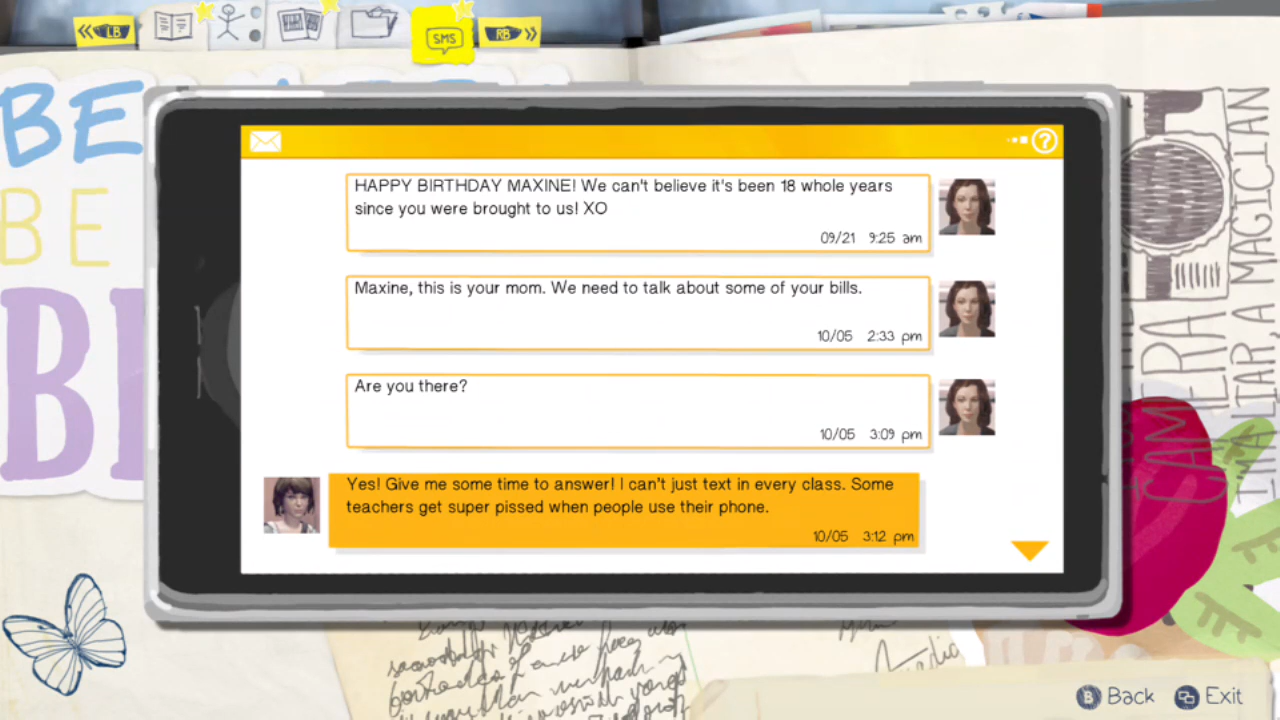 LB
SMS
RB
BE
BE
HAPPY BIRTHDAY MAXINE! We can't believe it's been 18 whole years
since you were brought to us! XO
09/21 9:25 am
Maxine, this is your mom. We need to talk about some of your bills.
10/05 2:33 pm
Are you there?
10/05 3:09 pm
Yes! Give me some time to answer! I can't just text in every class. Some
teachers get super pissed when people use their phone.
10/05 3:12 pm
?
CAMERA
LIAR, A MAGICIAN
B Back
Exit